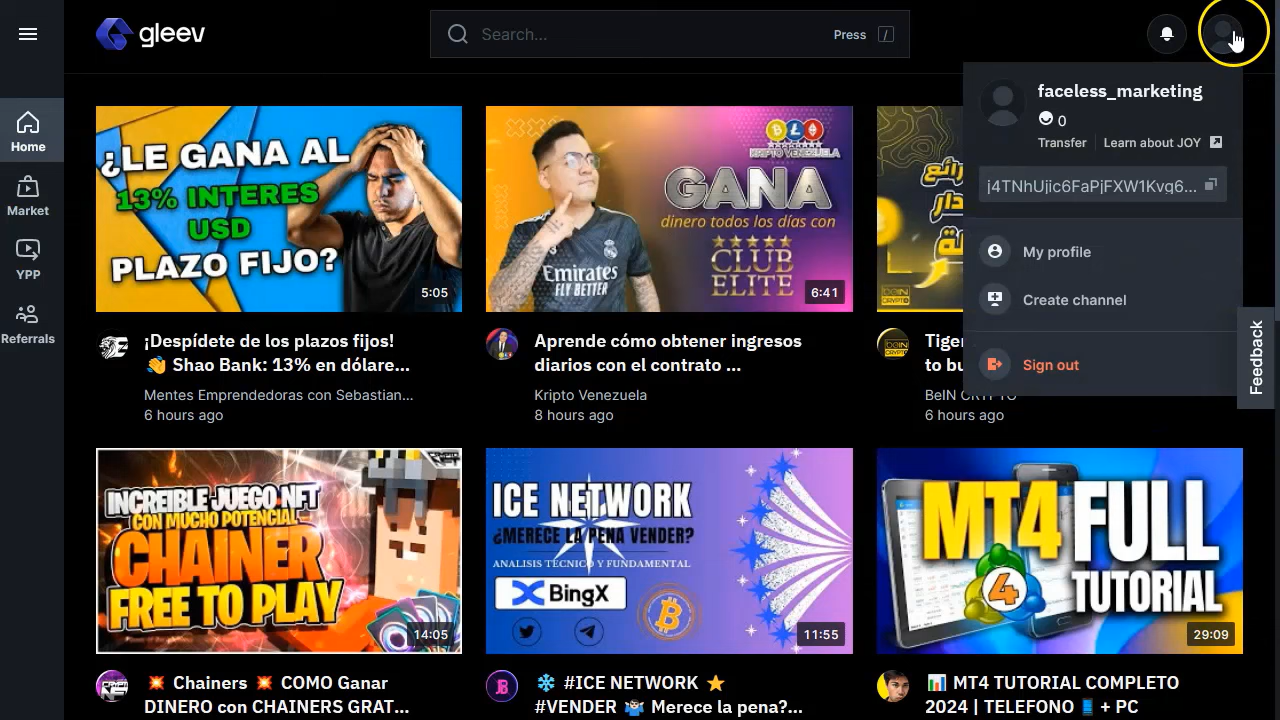 gleev
Search...
Press /
Home
Market
YPP
Referrals
faceless_marketing
0
Transfer
Learn about JOY
j4TNhUjic6FaPjFXW1Kvg6...
My profile
Create channel
Sign out
Feedback
¿LE GANA AL
13% INTERES
USD
PLAZO FIJO?
5:05
KRIPTO VENEZUELA
GANA
dinero todos los días con
CLUB
ELITE
Emirates
FLY BETTER
6:41
beIN
CRYPTO
¡Despídete de los plazos fijos!
👋 Shao Bank: 13% en dólare...
Mentes Emprendedoras con Sebastian...
6 hours ago
Aprende cómo obtener ingresos
diarios con el contrato ...
Kripto Venezuela
8 hours ago
Tiger
to bu
BeIN CRYPTO
6 hours ago
INCREIBLE JUEGO NFT
CON MUCHO POTENCIAL
CHAINER
FREE TO PLAY
14:05
ICE NETWORK
¿MERECE LA PENA VENDER?
ANALISIS TÉCNICO Y FUNDAMENTAL
BingX
11:55
MT4 FULL
TUTORIAL
4
29:09
💥 Chainers 💥 COMO Ganar
DINERO con CHAINERS GRAT...
❄️ #ICE NETWORK ⭐
#VENDER 🤷 Merece la pena?...
📊 MT4 TUTORIAL COMPLETO
2024 | TELEFONO 📱 + PC